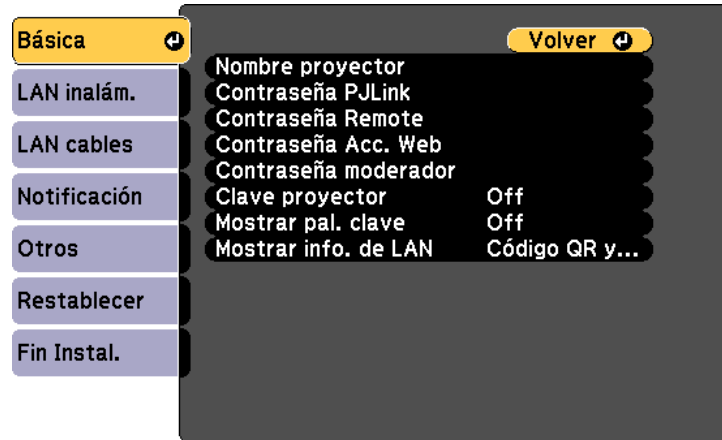 Básica
LAN inalám.
LAN cables
Notificación
Otros
Restablecer
Fin Instal.
Volver
Nombre proyector
Contraseña PJLink
Contraseña Remote
Contraseña Acc. Web
Contraseña moderador
Clave proyector Off
Mostrar pal. clave Off
Mostrar info. de LAN Código QR y...